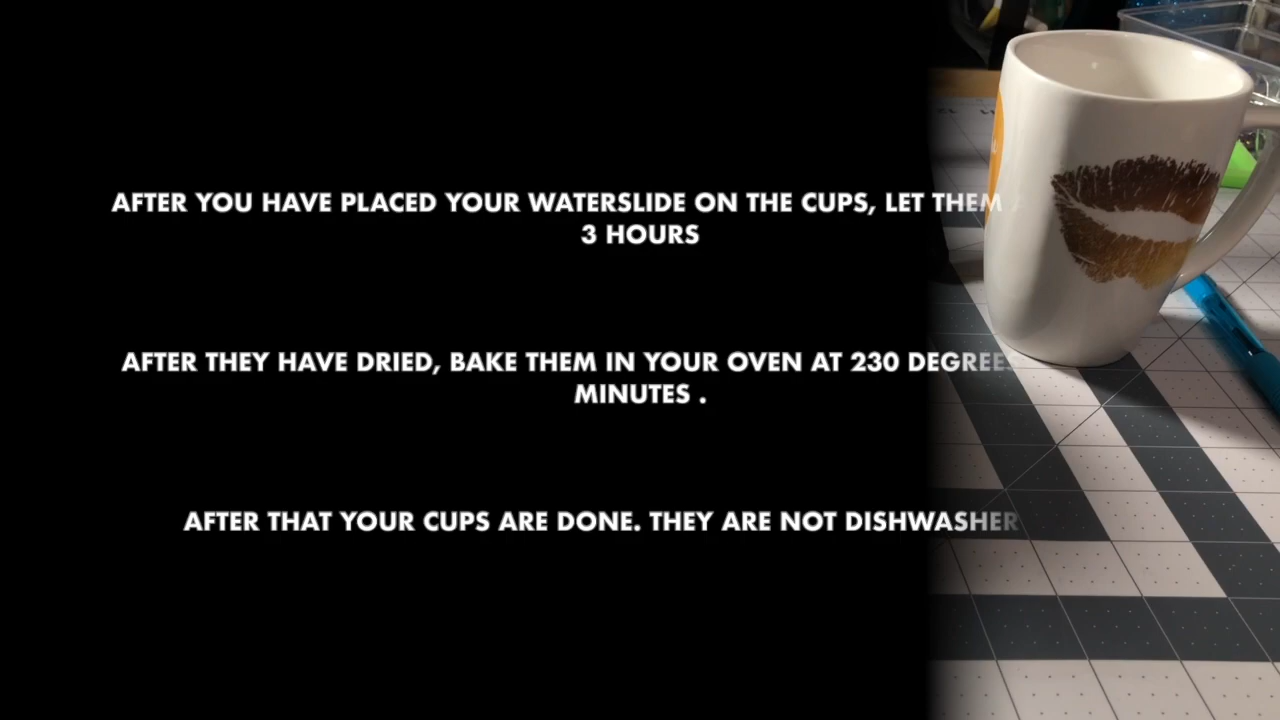 AFTER YOU HAVE PLACED YOUR WATERSLIDE ON THE CUPS, LET THEM
3 HOURS
AFTER THEY HAVE DRIED, BAKE THEM IN YOUR OVEN AT 230 DEGREES
MINUTES .
AFTER THAT YOUR CUPS ARE DONE. THEY ARE NOT DISHWASHER